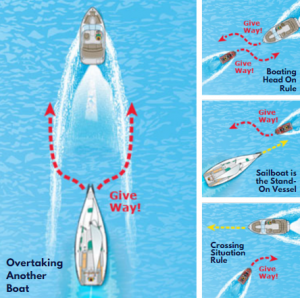 Give
Way!
Overtaking
Another
Boat
Give
Way!
Give
Way!
Boating
Head On
Rule
Give
Way!
Sailboat is
the Stand-
On Vessel
Crossing
Situation
Rule
Give
Way!